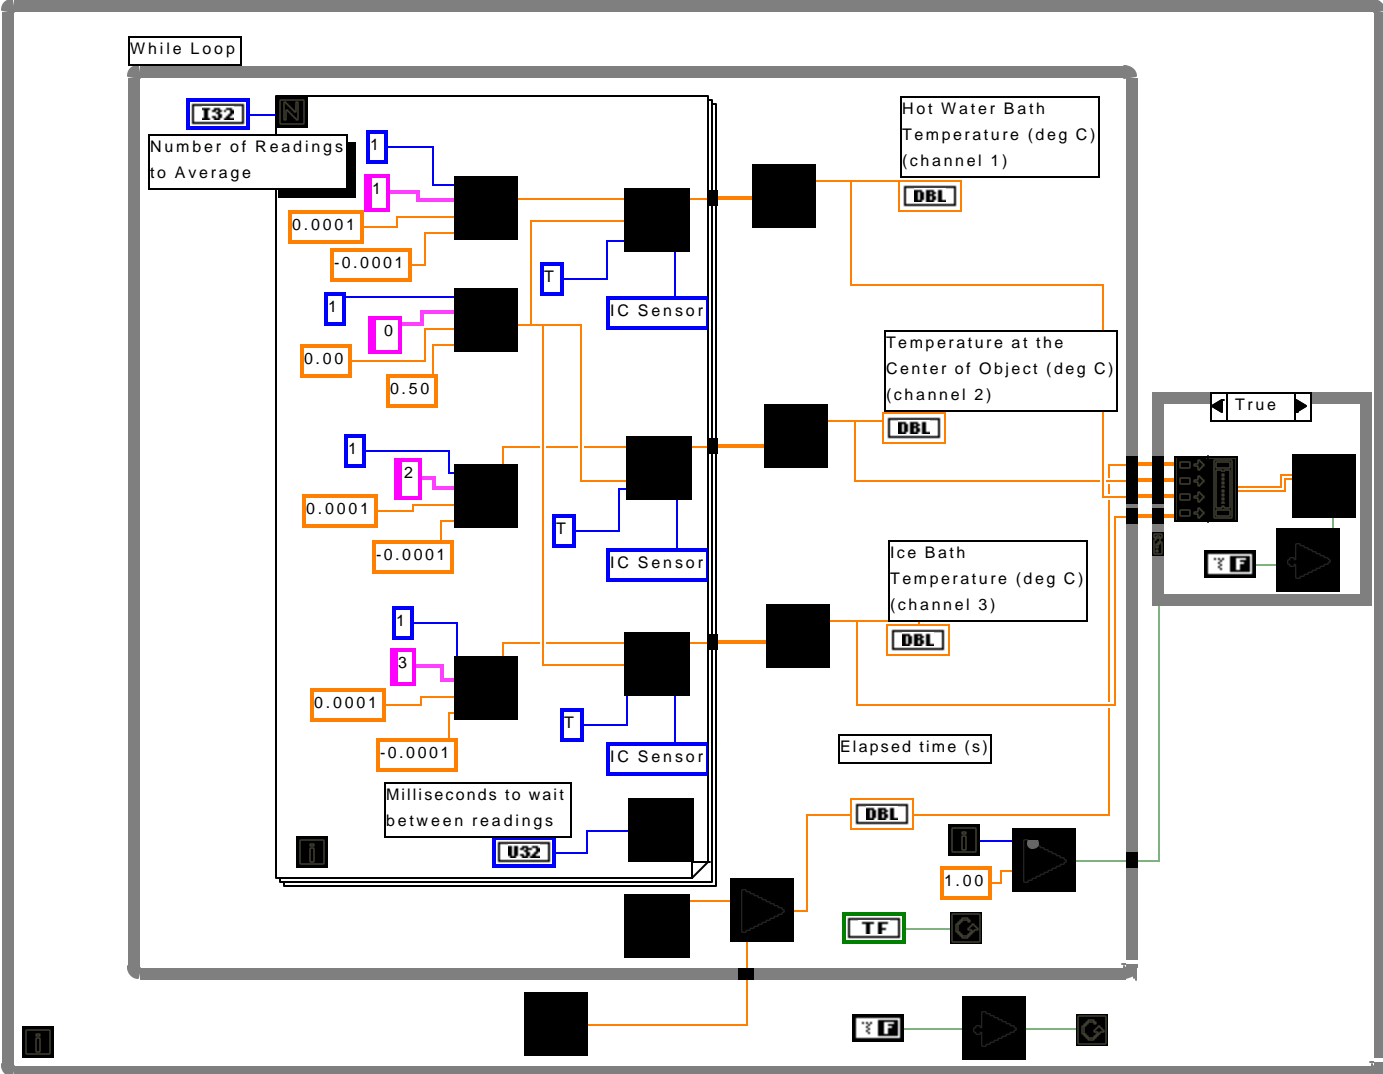 While Loop
I32
N
Number of Readings
to Average
1
1
0.0001
-0.0001
T
IC Sensor
1
0
0.00
0.50
Hot Water Bath
Temperature (deg C)
(channel 1)
DBL
Temperature at the
Center of Object (deg C)
(channel 2)
DBL
True
1
2
0.0001
-0.0001
T
IC Sensor
Ice Bath
Temperature (deg C)
(channel 3)
DBL
? F
1
3
0.0001
-0.0001
T
IC Sensor
Elapsed time (s)
DBL
Milliseconds to wait
between readings
U32
i
i
1.00
TF
? F
i